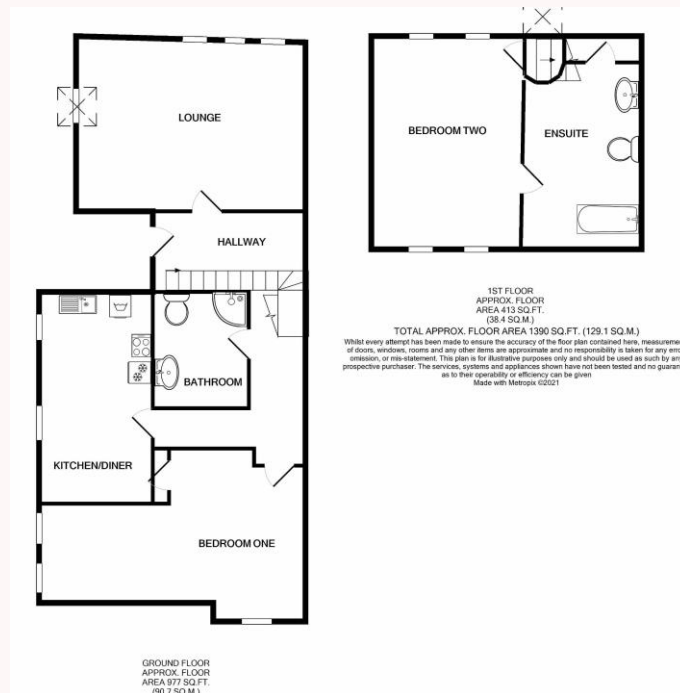 LOUNGE
HALLWAY
BATHROOM
KITCHEN/DINER
BEDROOM ONE
GROUND FLOOR
APPROX. FLOOR
AREA 977 SQ.FT.
(90.7 SQ.M.)
BEDROOM TWO
ENSUITE
1ST FLOOR
APPROX. FLOOR
AREA 413 SQ.FT.
(38.4 SQ.M.)
TOTAL APPROX. FLOOR AREA 1390 SQ.FT. (129.1 SQ.M.)
Whilst every attempt has been made to ensure the accuracy of the floor plan contained here, measuremen
of doors, windows, rooms and any other items are approximate and no responsibility is taken for any erro
omission, or mis-statement. This plan is for illustrative purposes only and should be used as such by any
prospective purchaser. The services, systems and appliances shown have not been tested and no guaran
as to their operability or efficiency can be given
Made with Metropix ©2021